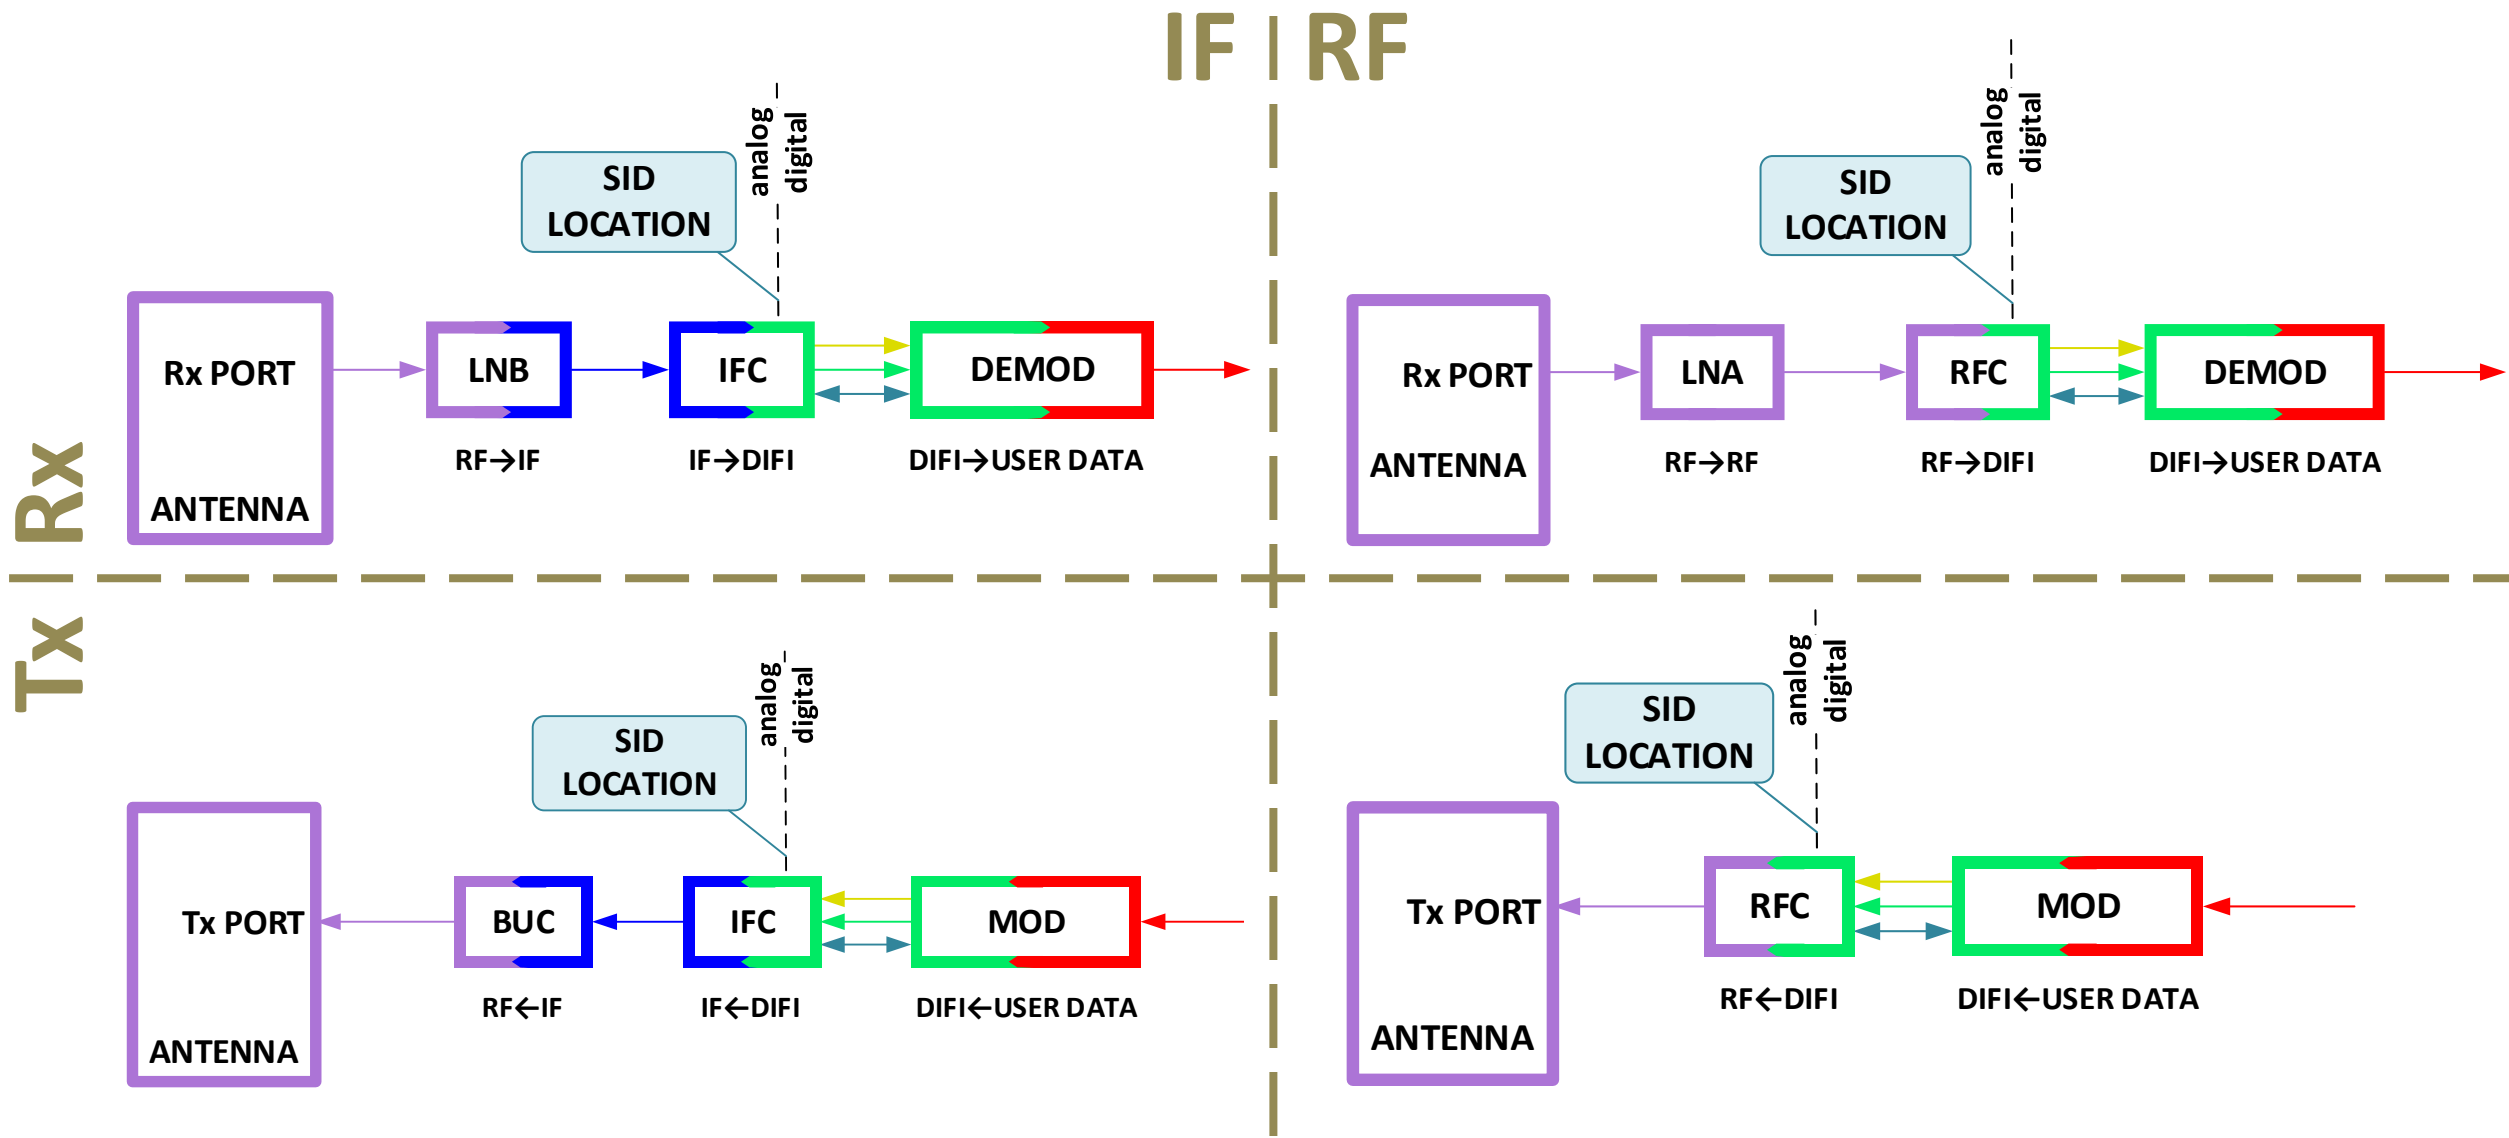 IF | RF
Rx
analog
digital
SID
LOCATION
Rx PORT
ANTENNA
LNB
RF→IF
IFC
IF→DIFI
DEMOD
DIFI→USER DATA
analog
digital
SID
LOCATION
Rx PORT
ANTENNA
LNA
RF→RF
RFC
RF→DIFI
DEMOD
DIFI→USER DATA
Tx
analog
digital
SID
LOCATION
Tx PORT
ANTENNA
BUC
RF←IF
IFC
IF←DIFI
MOD
DIFI←USER DATA
analog
digital
SID
LOCATION
Tx PORT
ANTENNA
RFC
RF←DIFI
MOD
DIFI←USER DATA